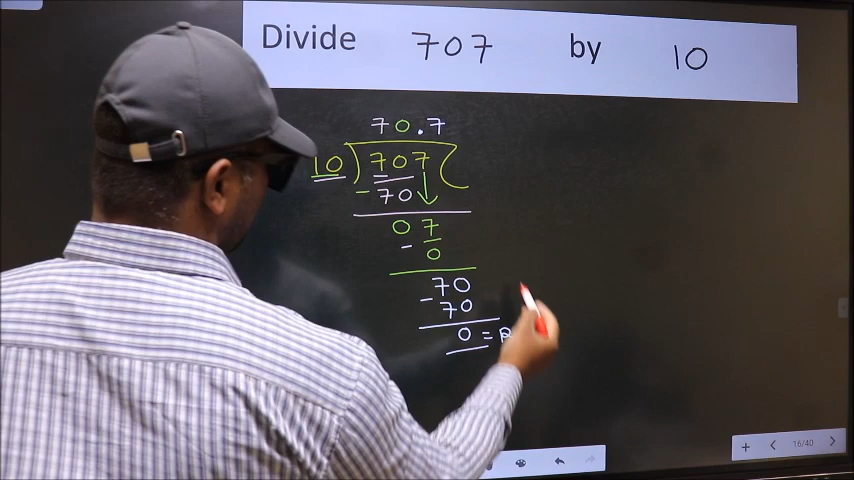 Divide 707 by 10
70.7
10 ) 707 (
- 70
07
- 0
70
- 70
0 = R
16/40